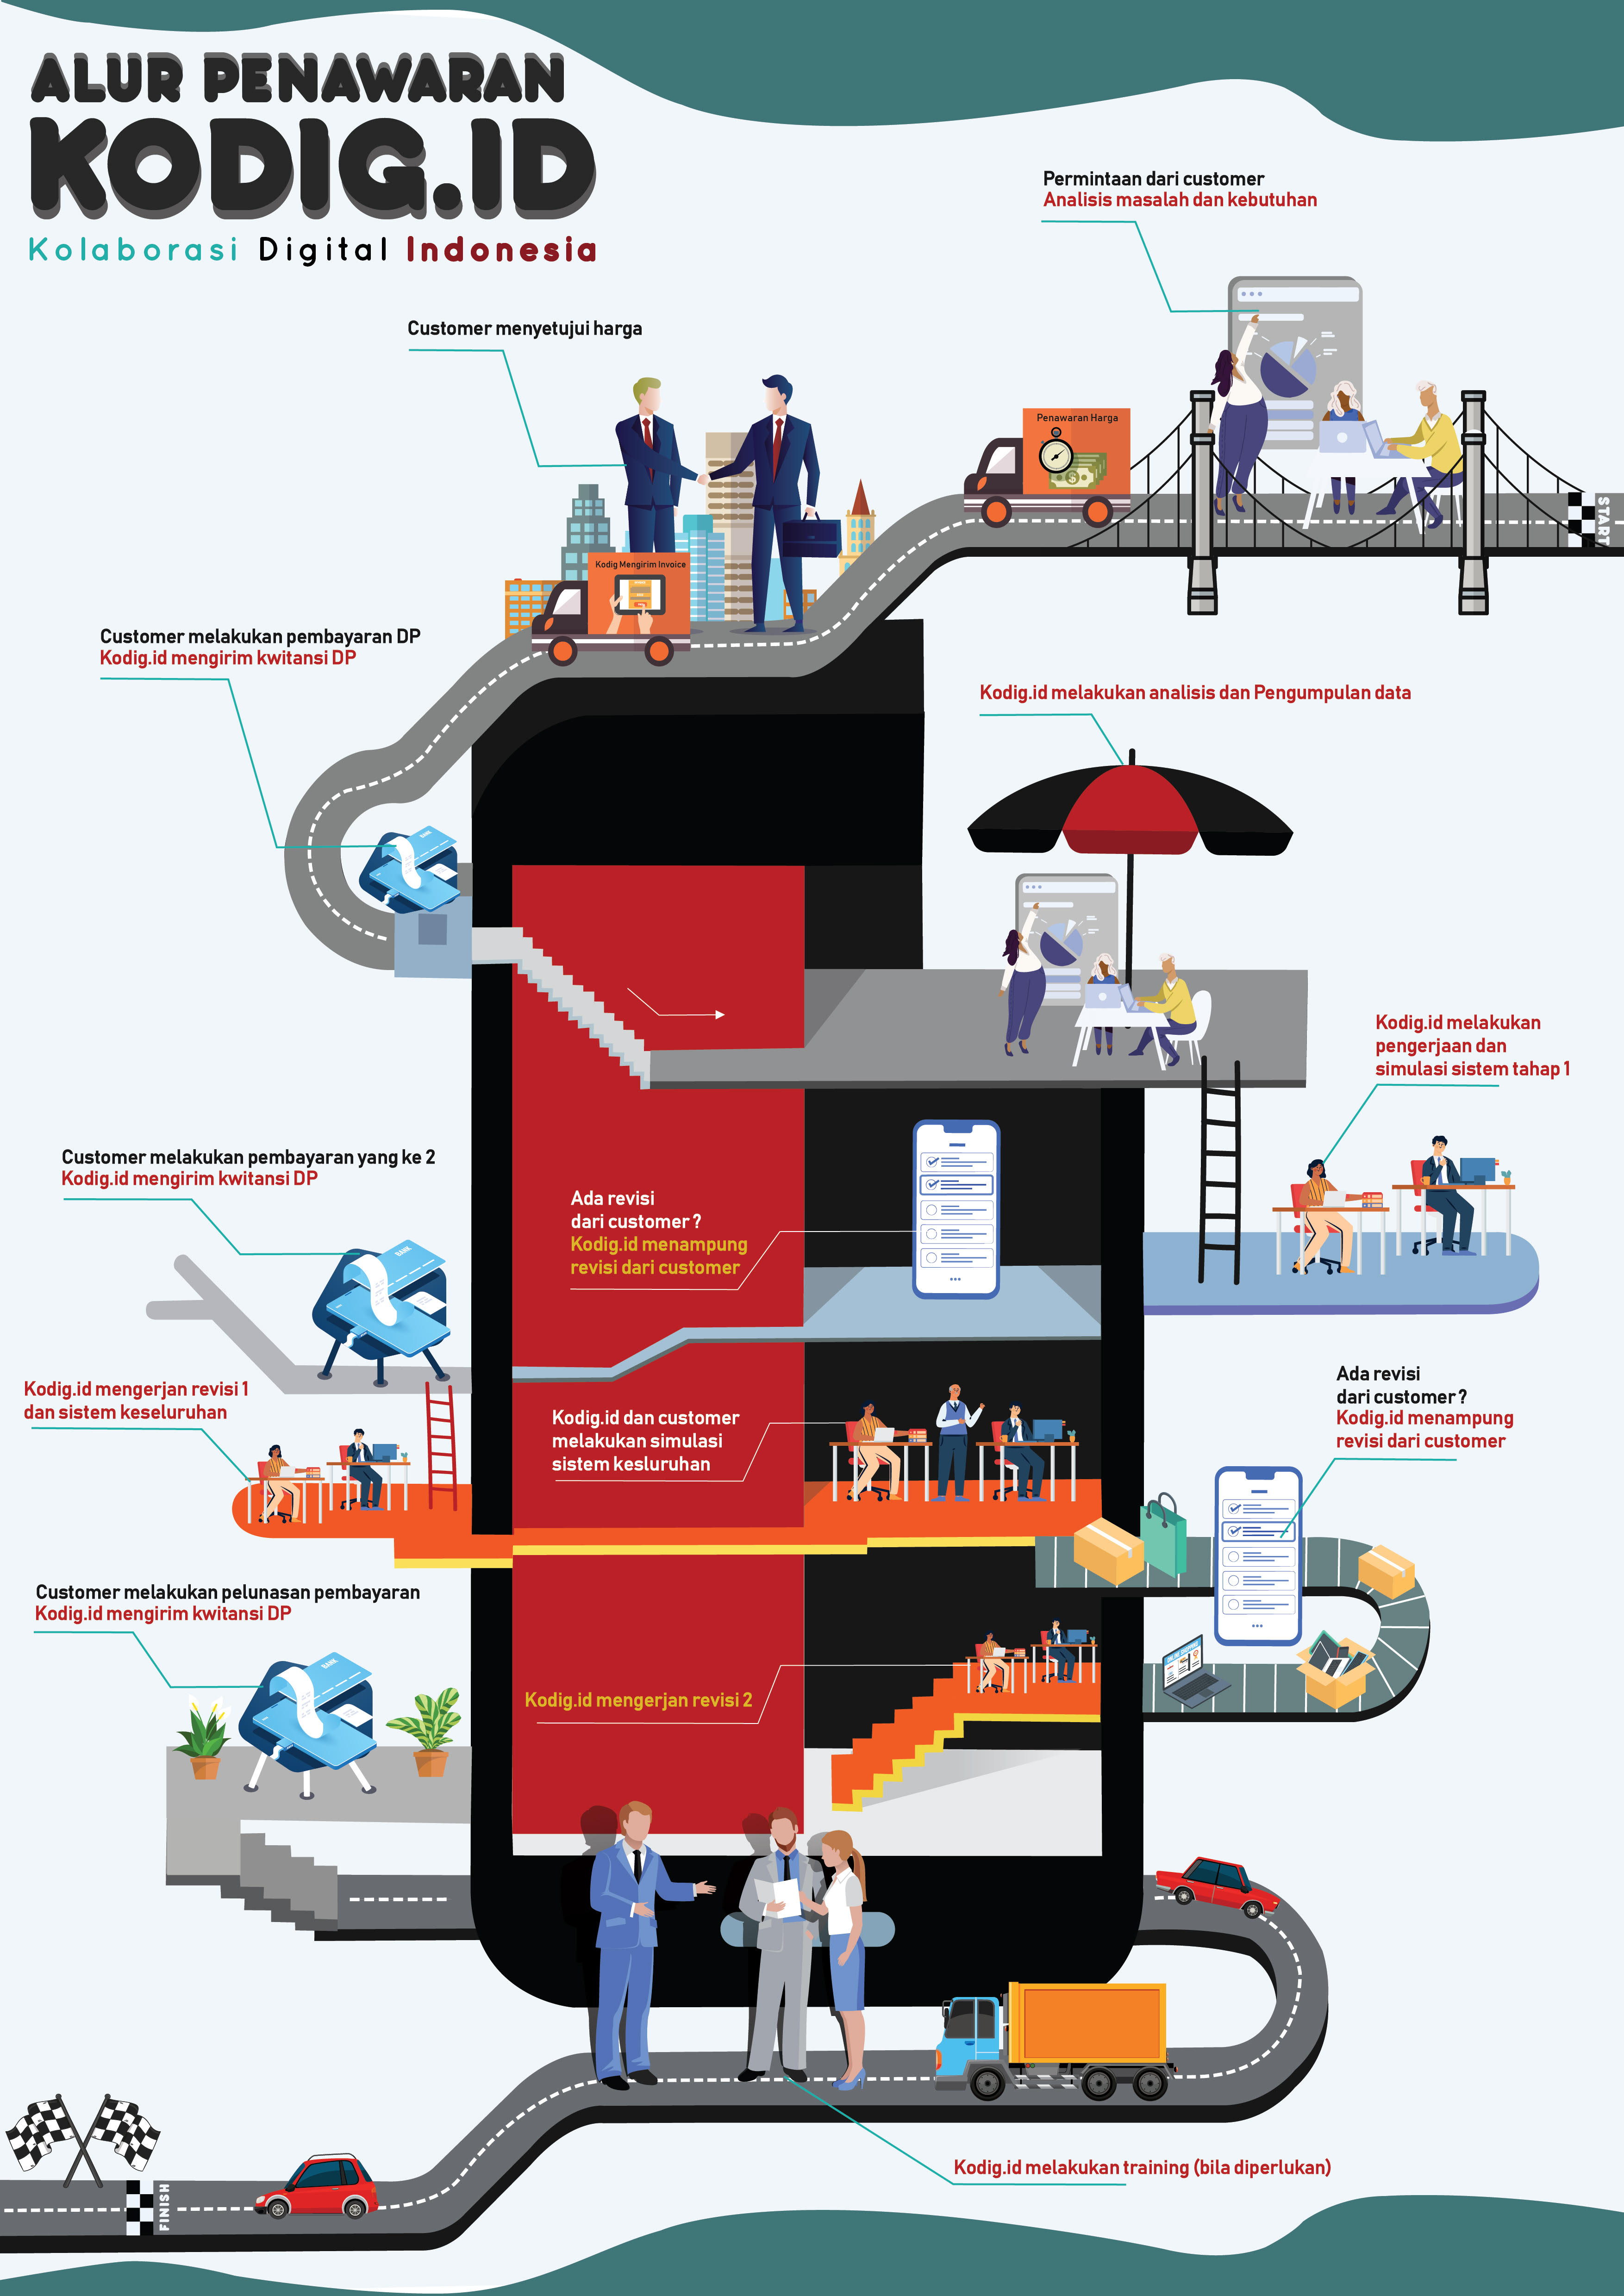 ALUR PENAWARAN
KODIG.ID
Kolaborasi Digital Indonesia
Permintaan dari customer
Analisis masalah dan kebutuhan
START
Penawaran Harga
Customer menyetujui harga
Kodig Mengirim Invoice
Customer melakukan pembayaran DP
Kodig.id mengirim kwitansi DP
BANK
Kodig.id melakukan analisis dan Pengumpulan data
Kodig.id melakukan
pengerjaan dan
simulasi sistem tahap 1
Ada revisi
dari customer ?
Kodig.id menampung
revisi dari customer
Customer melakukan pembayaran yang ke 2
Kodig.id mengirim kwitansi DP
BANK
Kodig.id mengerjan revisi 1
dan sistem keseluruhan
Kodig.id dan customer
melakukan simulasi
sistem kesluruhan
Ada revisi
dari customer ?
Kodig.id menampung
revisi dari customer
Kodig.id mengerjan revisi 2
Customer melakukan pelunasan pembayaran
Kodig.id mengirim kwitansi DP
BANK
Kodig.id melakukan training (bila diperlukan)
FINISH